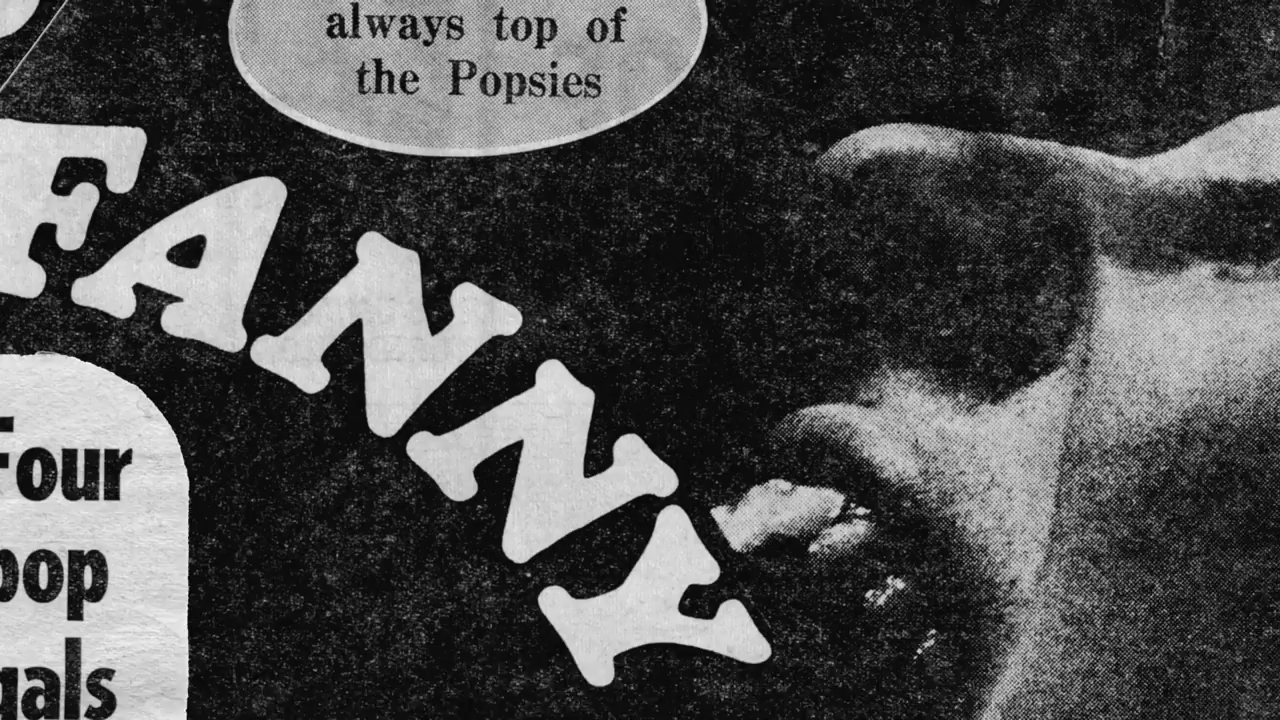 always top of
the Popsies
FANNY
Four
pop
gals